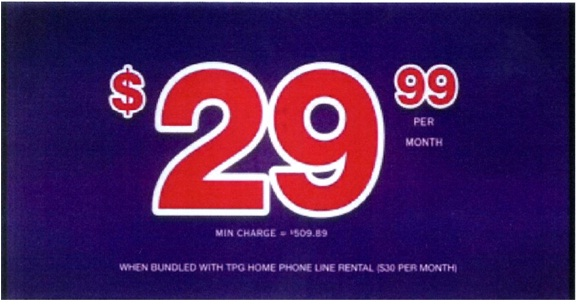 $29.99
PER
MONTH
MIN CHARGE = $509.89
WHEN BUNDLED WITH TPG HOME PHONE LINE RENTAL ($30 PER MONTH)